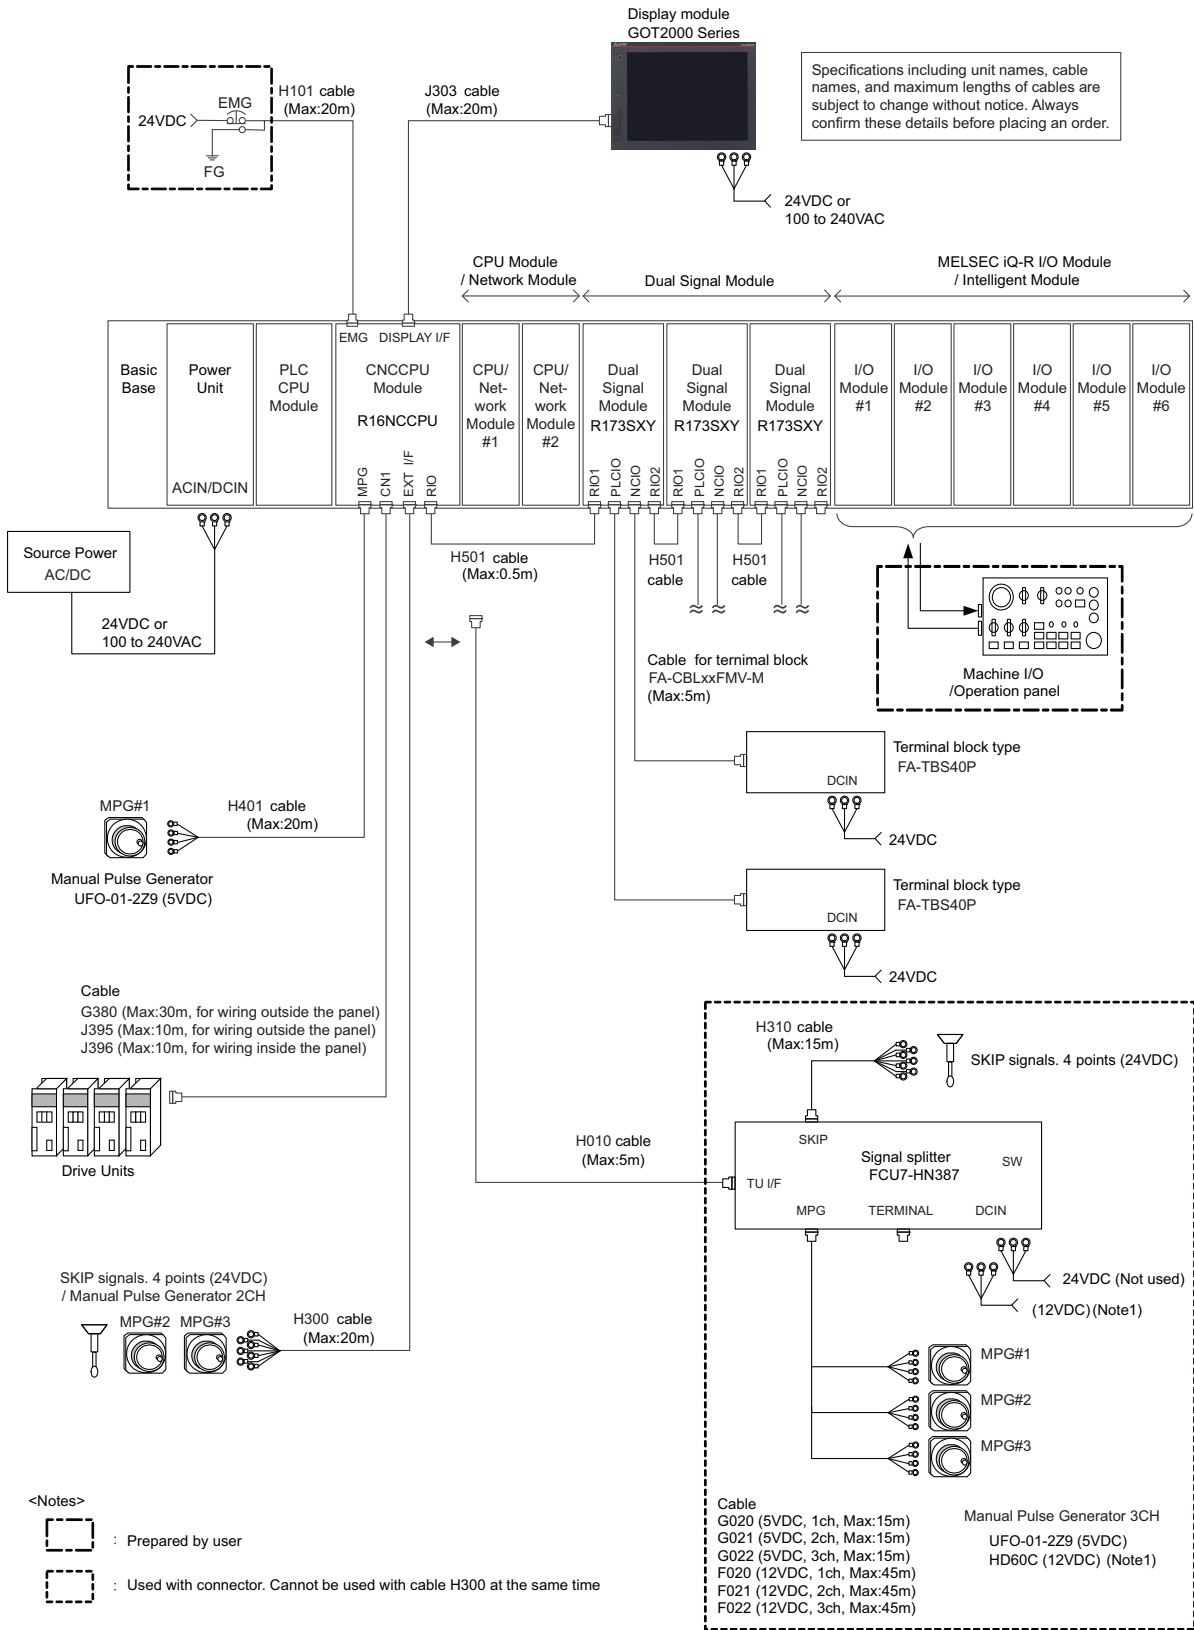 Display module
GOT2000 Series
Specifications including unit names, cable
names, and maximum lengths of cables are
subject to change without notice. Always
confirm these details before placing an order.
H101 cable
(Max:20m)
J303 cable
(Max:20m)
EMG
24VDC
FG
24VDC or
100 to 240VAC
CPU Module
/ Network Module
Dual Signal Module
MELSEC iQ-R I/O Module
/ Intelligent Module
Basic
Base
Power
Unit
ACIN/DCIN
PLC
CPU
Module
EMG
DISPLAY I/F
CNCCPU
Module
R16NCCPU
MPG
CN1
EXT I/F
RIO
CPU/
Net-
work
Module
#1
CPU/
Net-
work
Module
#2
Dual
Signal
Module
R173SXY
RIO1
PLCIO
NCIO
RIO2
Dual
Signal
Module
R173SXY
RIO1
PLCIO
NCIO
RIO2
Dual
Signal
Module
R173SXY
RIO1
PLCIO
NCIO
RIO2
I/O
Module
#1
I/O
Module
#2
I/O
Module
#3
I/O
Module
#4
I/O
Module
#5
I/O
Module
#6
Source Power
AC/DC
24VDC or
100 to 240VAC
H501 cable
(Max:0.5m)
H501
cable
H501
cable
Machine I/O
/Operation panel
Cable for ternimal block
FA-CBLxxFMV-M
(Max:5m)
Terminal block type
FA-TBS40P
DCIN
24VDC
Terminal block type
FA-TBS40P
DCIN
24VDC
MPG#1
H401 cable
(Max:20m)
Manual Pulse Generator
UFO-01-2Z9 (5VDC)
Cable
G380 (Max:30m, for wiring outside the panel)
J395 (Max:10m, for wiring outside the panel)
J396 (Max:10m, for wiring inside the panel)
Drive Units
H310 cable
(Max:15m)
SKIP signals. 4 points (24VDC)
H010 cable
(Max:5m)
SKIP
Signal splitter
FCU7-HN387
SW
TU I/F
MPG
TERMINAL
DCIN
24VDC (Not used)
(12VDC) (Note1)
SKIP signals. 4 points (24VDC)
/ Manual Pulse Generator 2CH
MPG#2
MPG#3
H300 cable
(Max:20m)
MPG#1
MPG#2
MPG#3
Cable
G020 (5VDC, 1ch, Max:15m)
G021 (5VDC, 2ch, Max:15m)
G022 (5VDC, 3ch, Max:15m)
F020 (12VDC, 1ch, Max:45m)
F021 (12VDC, 2ch, Max:45m)
F022 (12VDC, 3ch, Max:45m)
Manual Pulse Generator 3CH
UFO-01-2Z9 (5VDC)
HD60C (12VDC) (Note1)
<Notes>
: Prepared by user
: Used with connector. Cannot be used with cable H300 at the same time